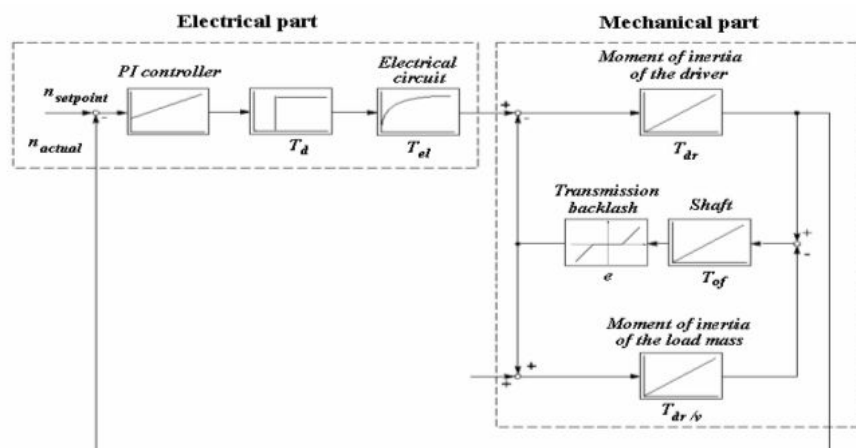 Electrical part
Mechanical part
PI controller
Electrical
circuit
Moment of inertia
of the driver
n setpoint
+
-
-
-
n actual
T d
T el
T dr
Transmission
backlash
Shaft
+
-
e
T of
Moment of inertia
of the load mass
+
+
T dr/v